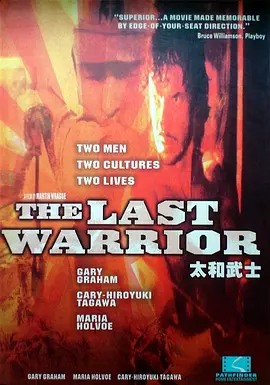 "SUPERIOR...A MOVIE MADE MEMORABLE
BY EDGE-OF-YOUR-SEAT DIRECTION."
Bruce Williamson, Playboy
TWO MEN
TWO CULTURES
TWO LIVES
THE LAST
WARRIOR
太和武士
GARY
GRAHAM
CARY-HIROYUKI
TAGAWA
MARIA
HOLVOE
PATHFINDER
HOME ENTERTAINMENT
GARY GRAHAM MARIA HOLVOE CARY-HIROYUKI TAGAWA